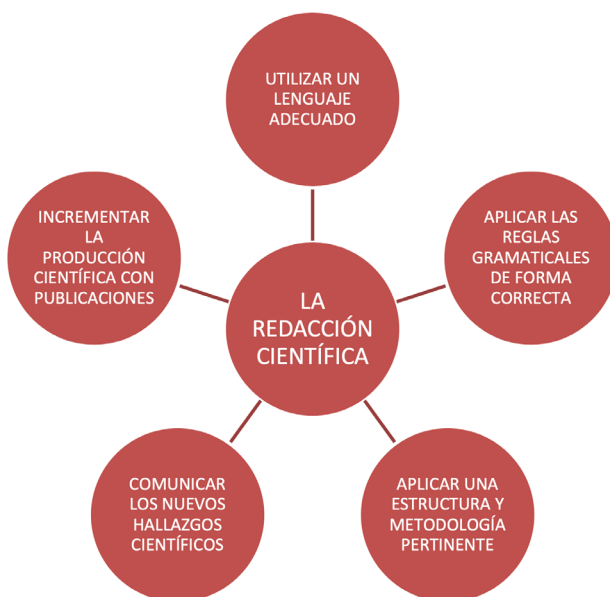 UTILIZAR UN
LENGUAJE
ADECUADO
INCREMENTAR
LA
PRODUCCIÓN
CIENTÍFICA CON
PUBLICACIONES
APLICAR LAS
REGLAS
GRAMATICALES
DE FORMA
CORRECTA
LA
REDACCIÓN
CIENTÍFICA
COMUNICAR
LOS NUEVOS
HALLAZGOS
CIENTÍFICOS
APLICAR UNA
ESTRUCTURA Y
METODOLOGÍA
PERTINENTE